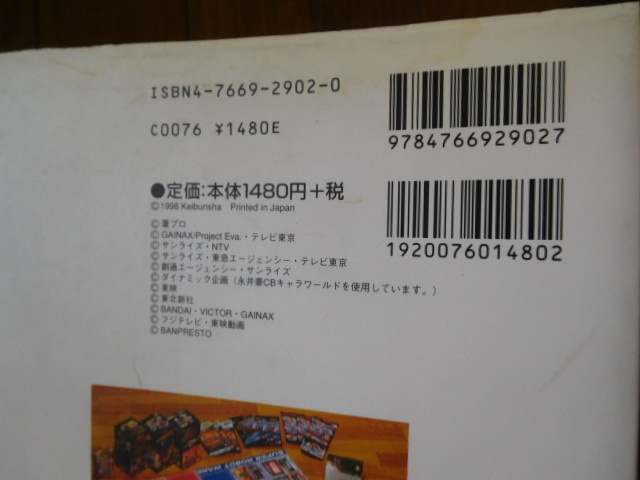 ISBN4-7669-2902-0
C0076 ¥1480E
9784766929027
●定価:本体1480円+税
©1998 Keibunsha Printed in Japan
1920076014802
©葦プロ
©GAINAX/Project Eva.・テレビ東京
©サンライズ・NTV
©サンライズ・東急エージェンシー・テレビ東京
©創通エージェンシー・サンライズ
©ダイナミック企画(永井豪CBキャラワールドを使用しています。)
©東映
©東北新社
©BANDAI・VICTOR・GAINAX
©フジテレビ・東映動画
©BANPRESTO
SUPER ROBOT WARS